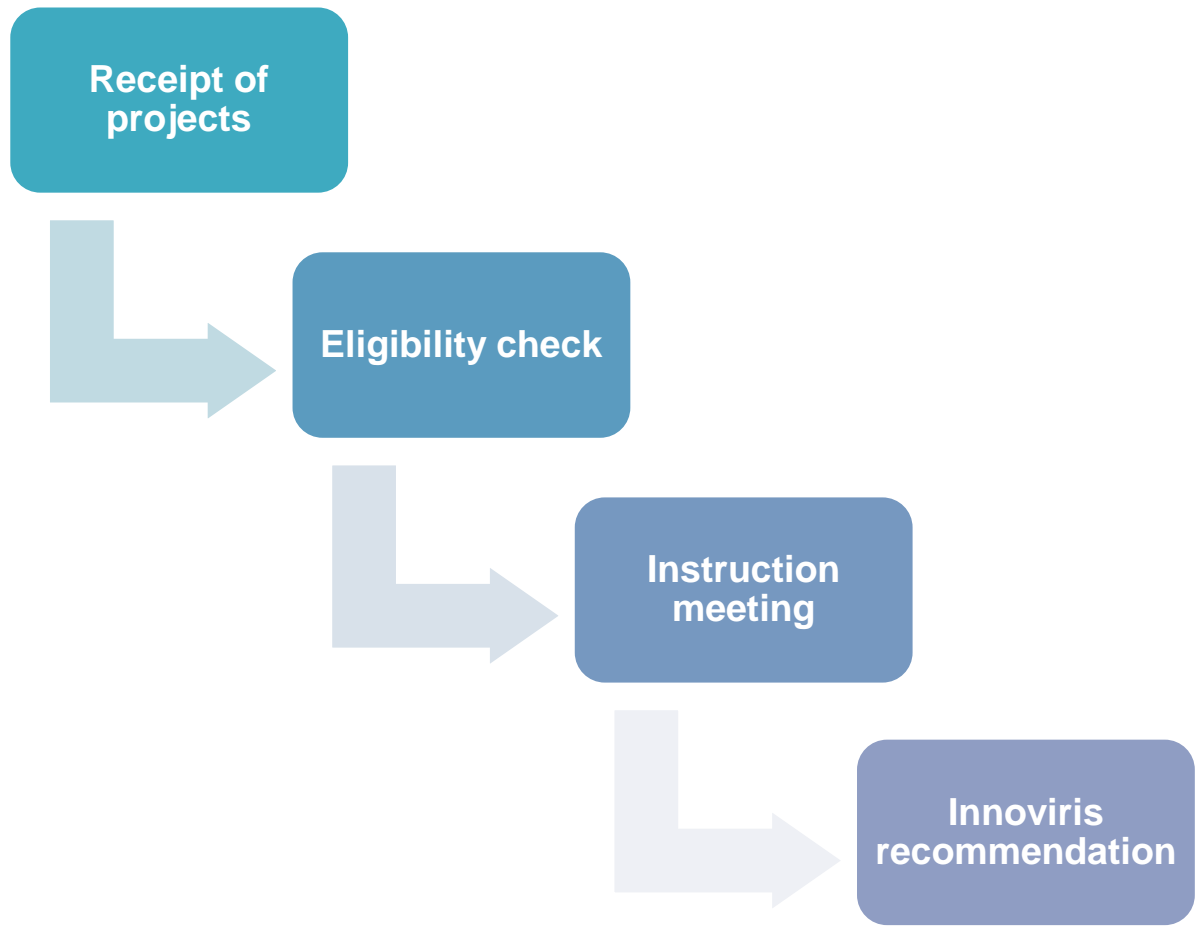 Receipt of
projects
Eligibility check
Instruction
meeting
Innoviris
recommendation